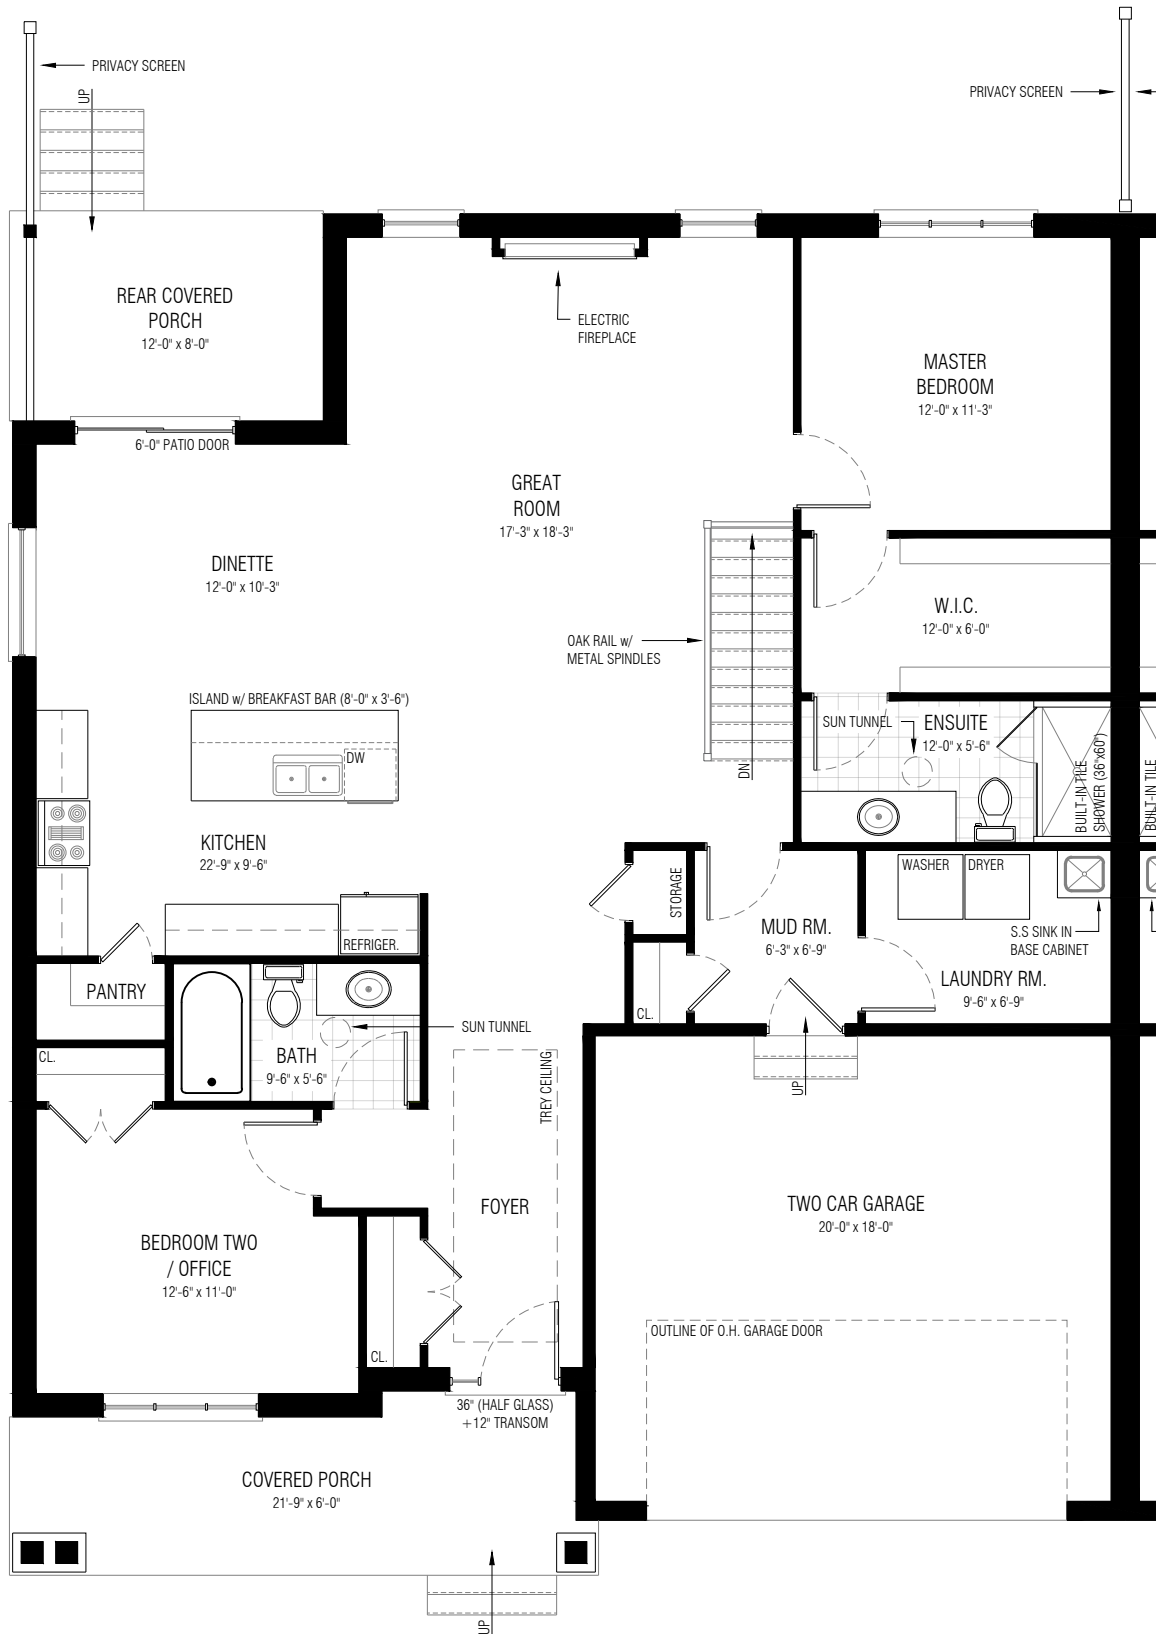 PRIVACY SCREEN
UP
PRIVACY SCREEN
REAR COVERED
PORCH
12'-0" x 8'-0"
ELECTRIC
FIREPLACE
MASTER
BEDROOM
12'-0" x 11'-3"
6'-0" PATIO DOOR
GREAT
ROOM
17'-3" x 18'-3"
DINETTE
12'-0" x 10'-3"
W.I.C.
12'-0" x 6'-0"
OAK RAIL w/
METAL SPINDLES
DN
ISLAND w/ BREAKFAST BAR (8'-0" x 3'-6")
DW
SUN TUNNEL
ENSUITE
12'-0" x 5'-6"
BUILT-IN TILE
SHOWER (36"x60")
BUILT-IN TILE
KITCHEN
22'-9" x 9'-6"
STORAGE
WASHER
DRYER
MUD RM.
6'-3" x 6'-9"
S.S SINK IN
BASE CABINET
REFRIGER.
LAUNDRY RM.
9'-6" x 6'-9"
PANTRY
CL.
SUN TUNNEL
CL.
BATH
9'-6" x 5'-6"
TREY CEILING
UP
FOYER
TWO CAR GARAGE
20'-0" x 18'-0"
BEDROOM TWO
/ OFFICE
12'-6" x 11'-0"
OUTLINE OF O.H. GARAGE DOOR
CL.
36" (HALF GLASS)
+12" TRANSOM
COVERED PORCH
21'-9" x 6'-0"
UP